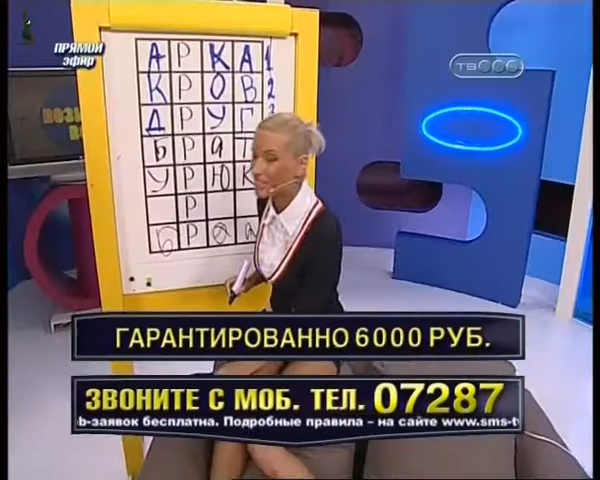 ПРЯМОЙ
эфир
ТВ
АРКА 1
КРОВ 2
ДРУГ 3
БРАТ
УРЮК
Р
ГАРАНТИРОВАННО 6000 РУБ.
ЗВОНИТЕ С МОБ. ТЕЛ. 07287
b-заявок бесплатна. Подробные правила – на сайте www.sms-t